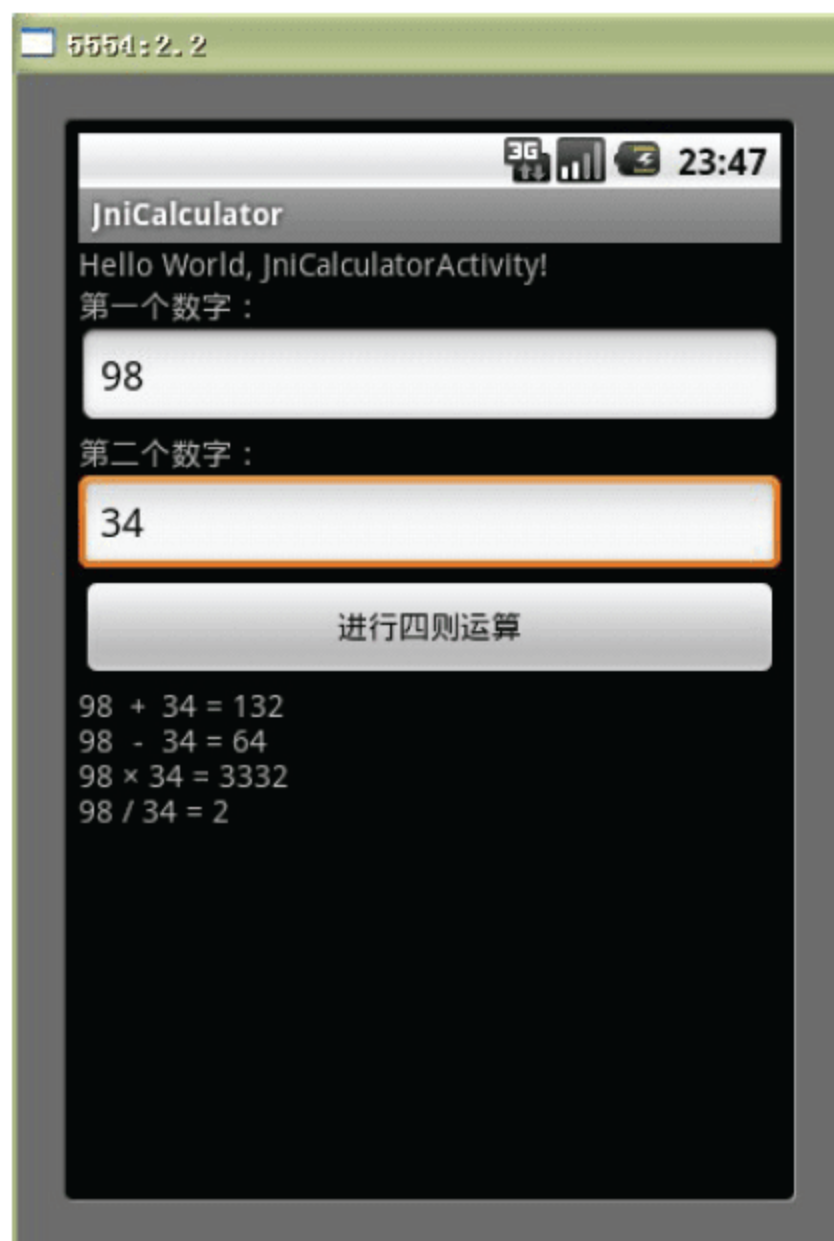 5554:2.2
3G 23:47
JniCalculator
Hello World, JniCalculatorActivity!
第一个数字：
98
第二个数字：
34
进行四则运算
98 + 34 = 132
98 - 34 = 64
98 × 34 = 3332
98 / 34 = 2